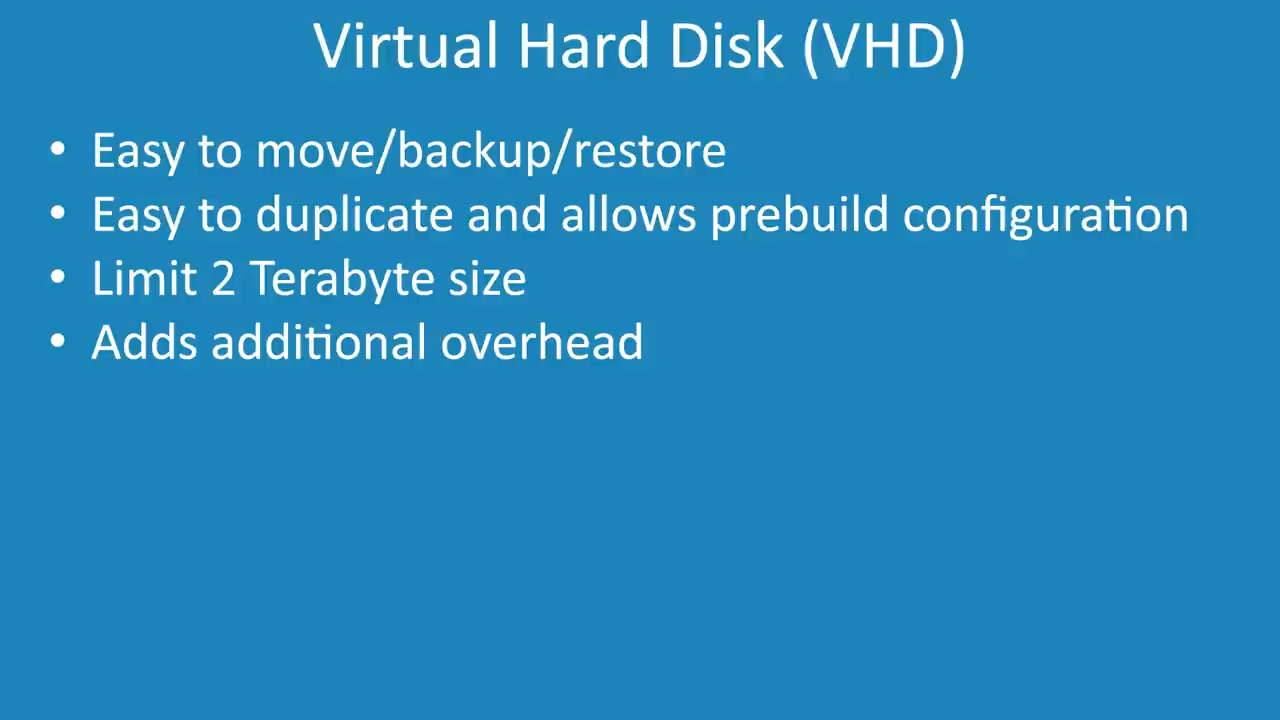 Virtual Hard Disk (VHD)
• Easy to move/backup/restore
• Easy to duplicate and allows prebuild configuration
• Limit 2 Terabyte size
• Adds additional overhead